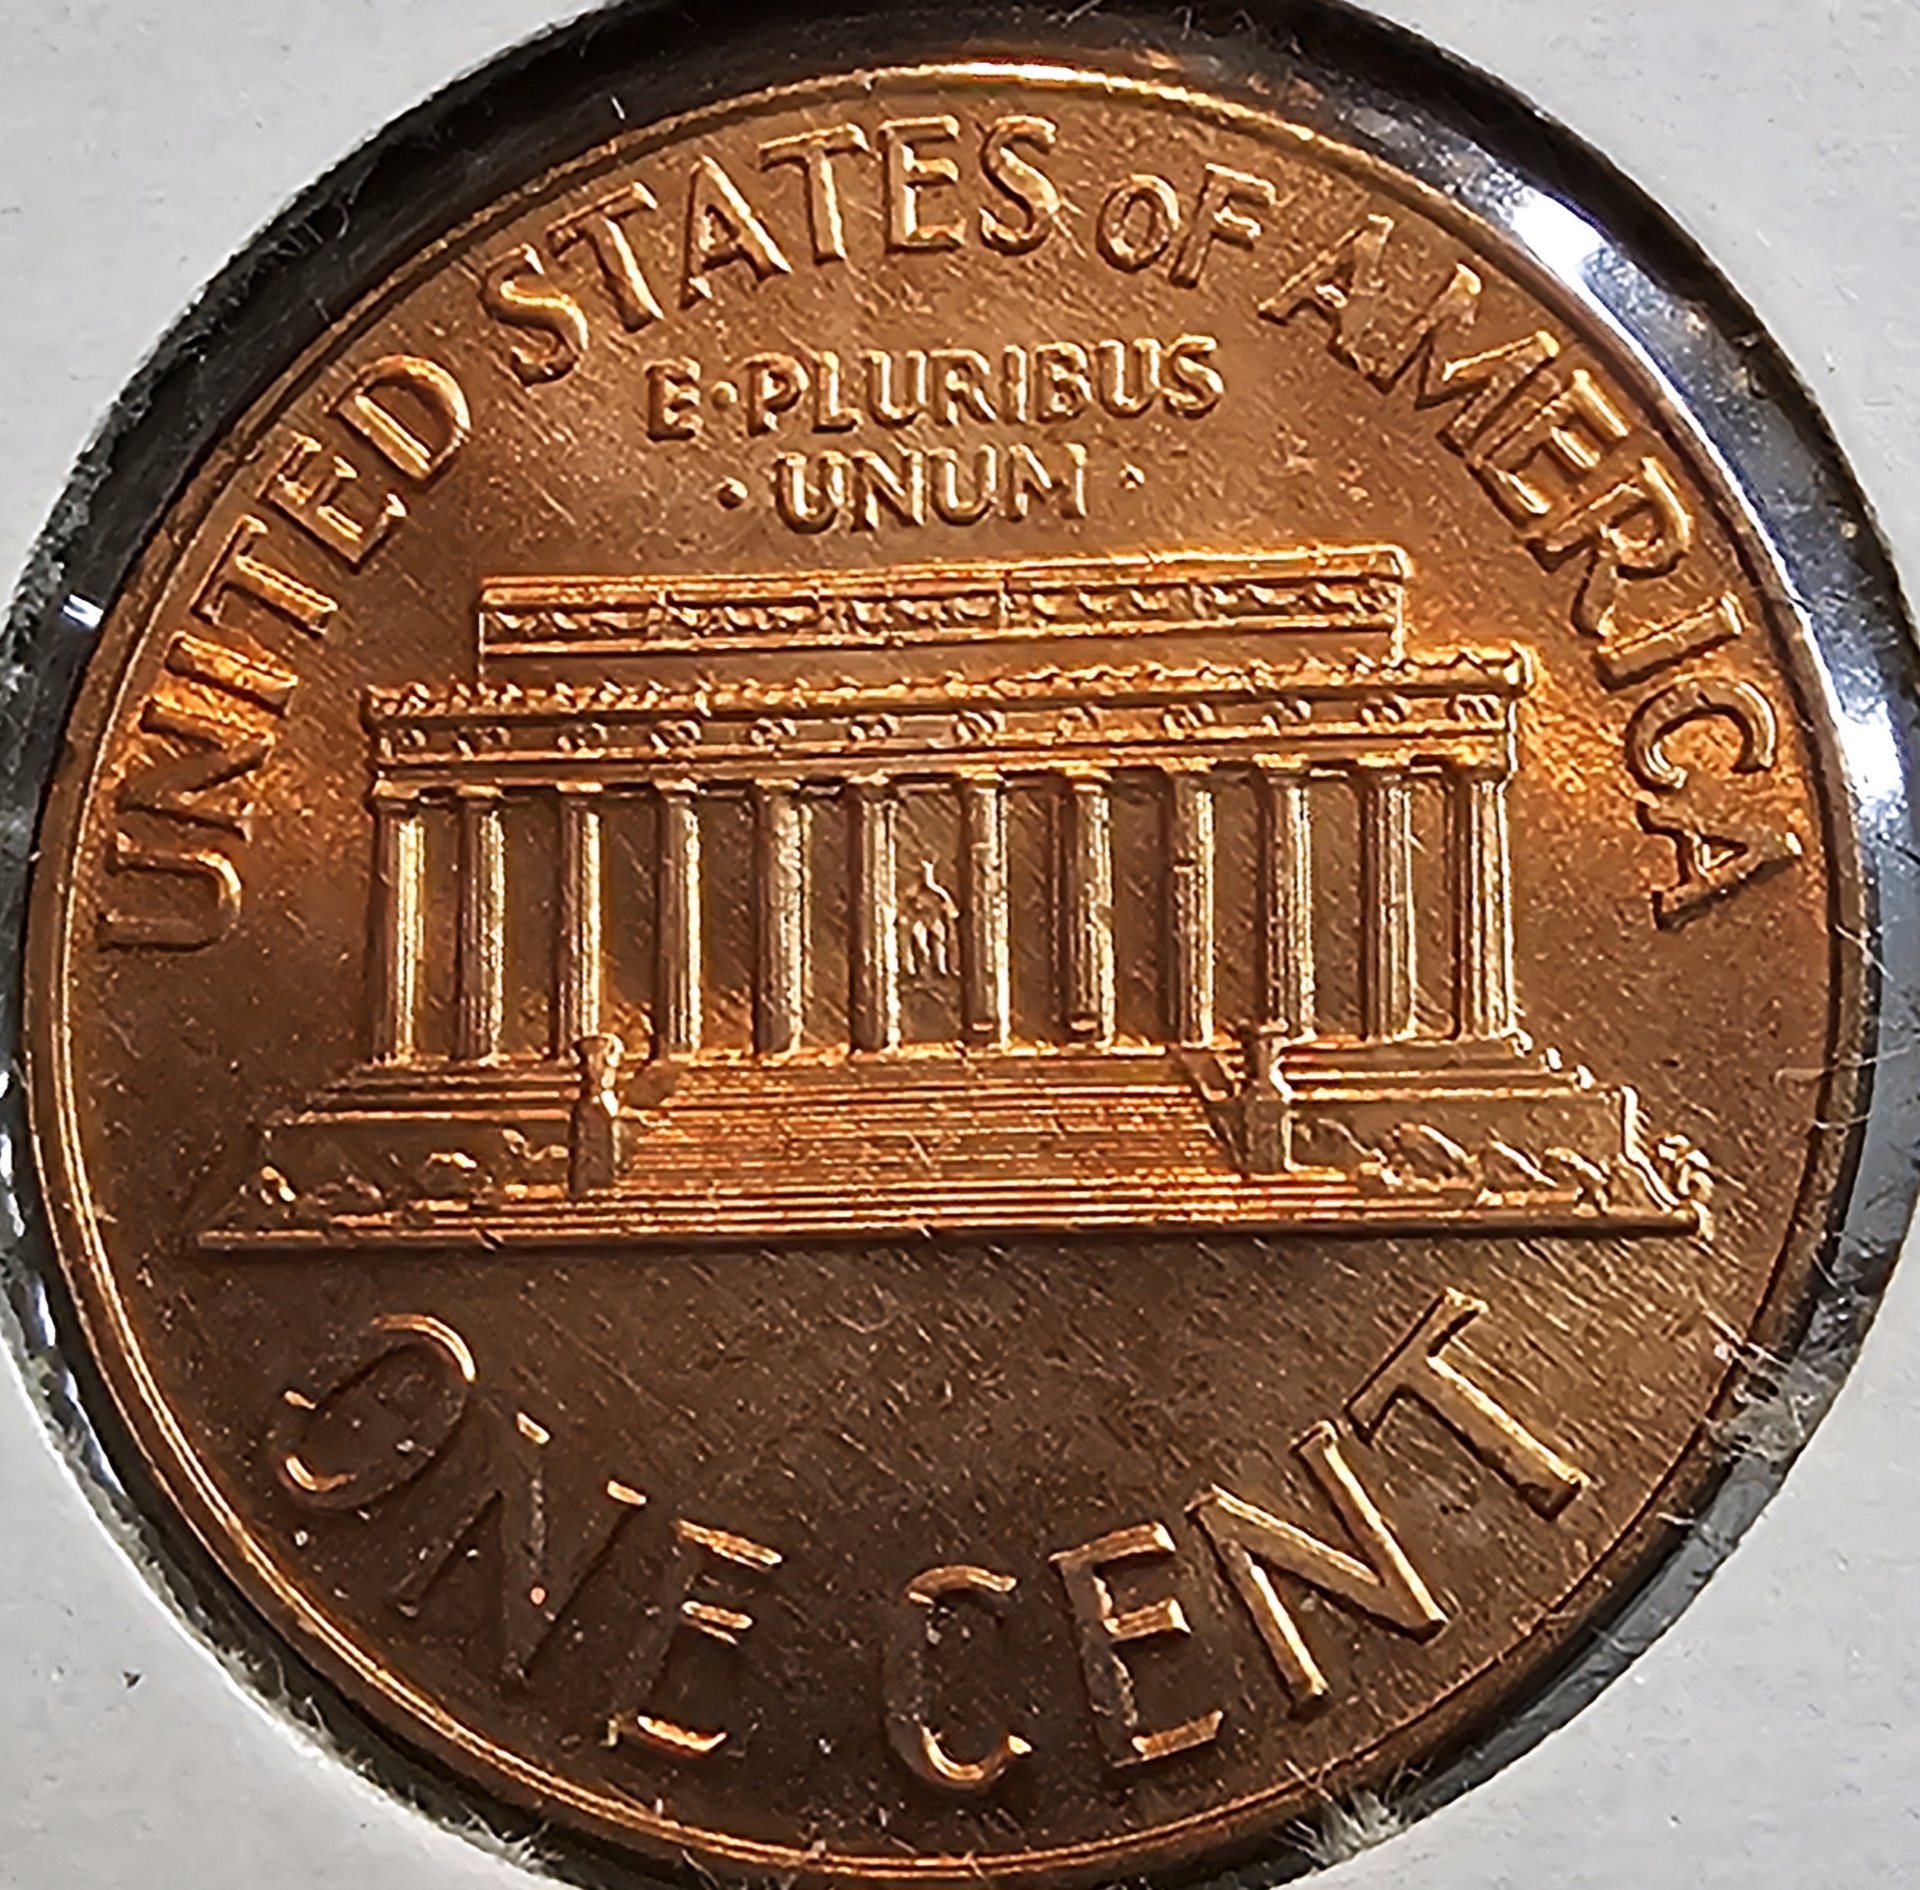 UNITED STATES OF AMERICA
E·PLURIBUS
·UNUM·
ONE CENT